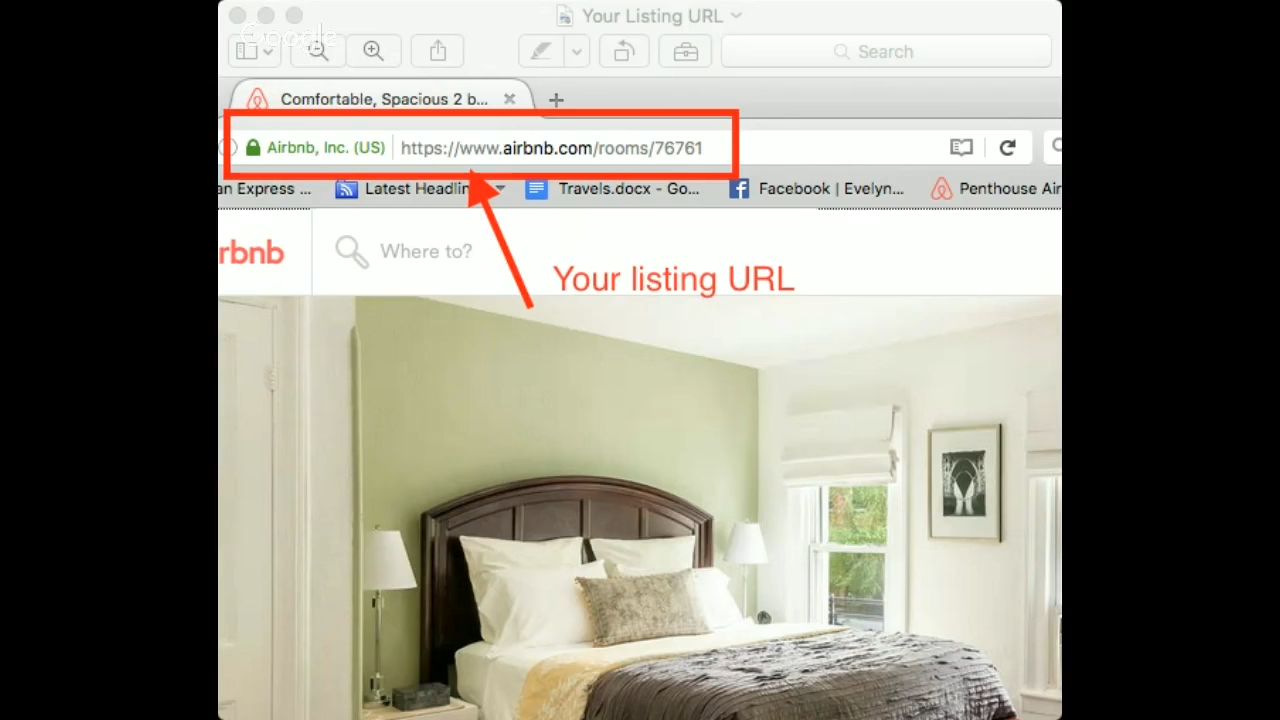 Your Listing URL
Google
Search
Comfortable, Spacious 2 b...
Airbnb, Inc. (US)
https://www.airbnb.com/rooms/76761
an Express ...
Latest Headlin
Travels.docx - Go...
Facebook | Evelyn...
Penthouse Air
rbnb
Where to?
Your listing URL